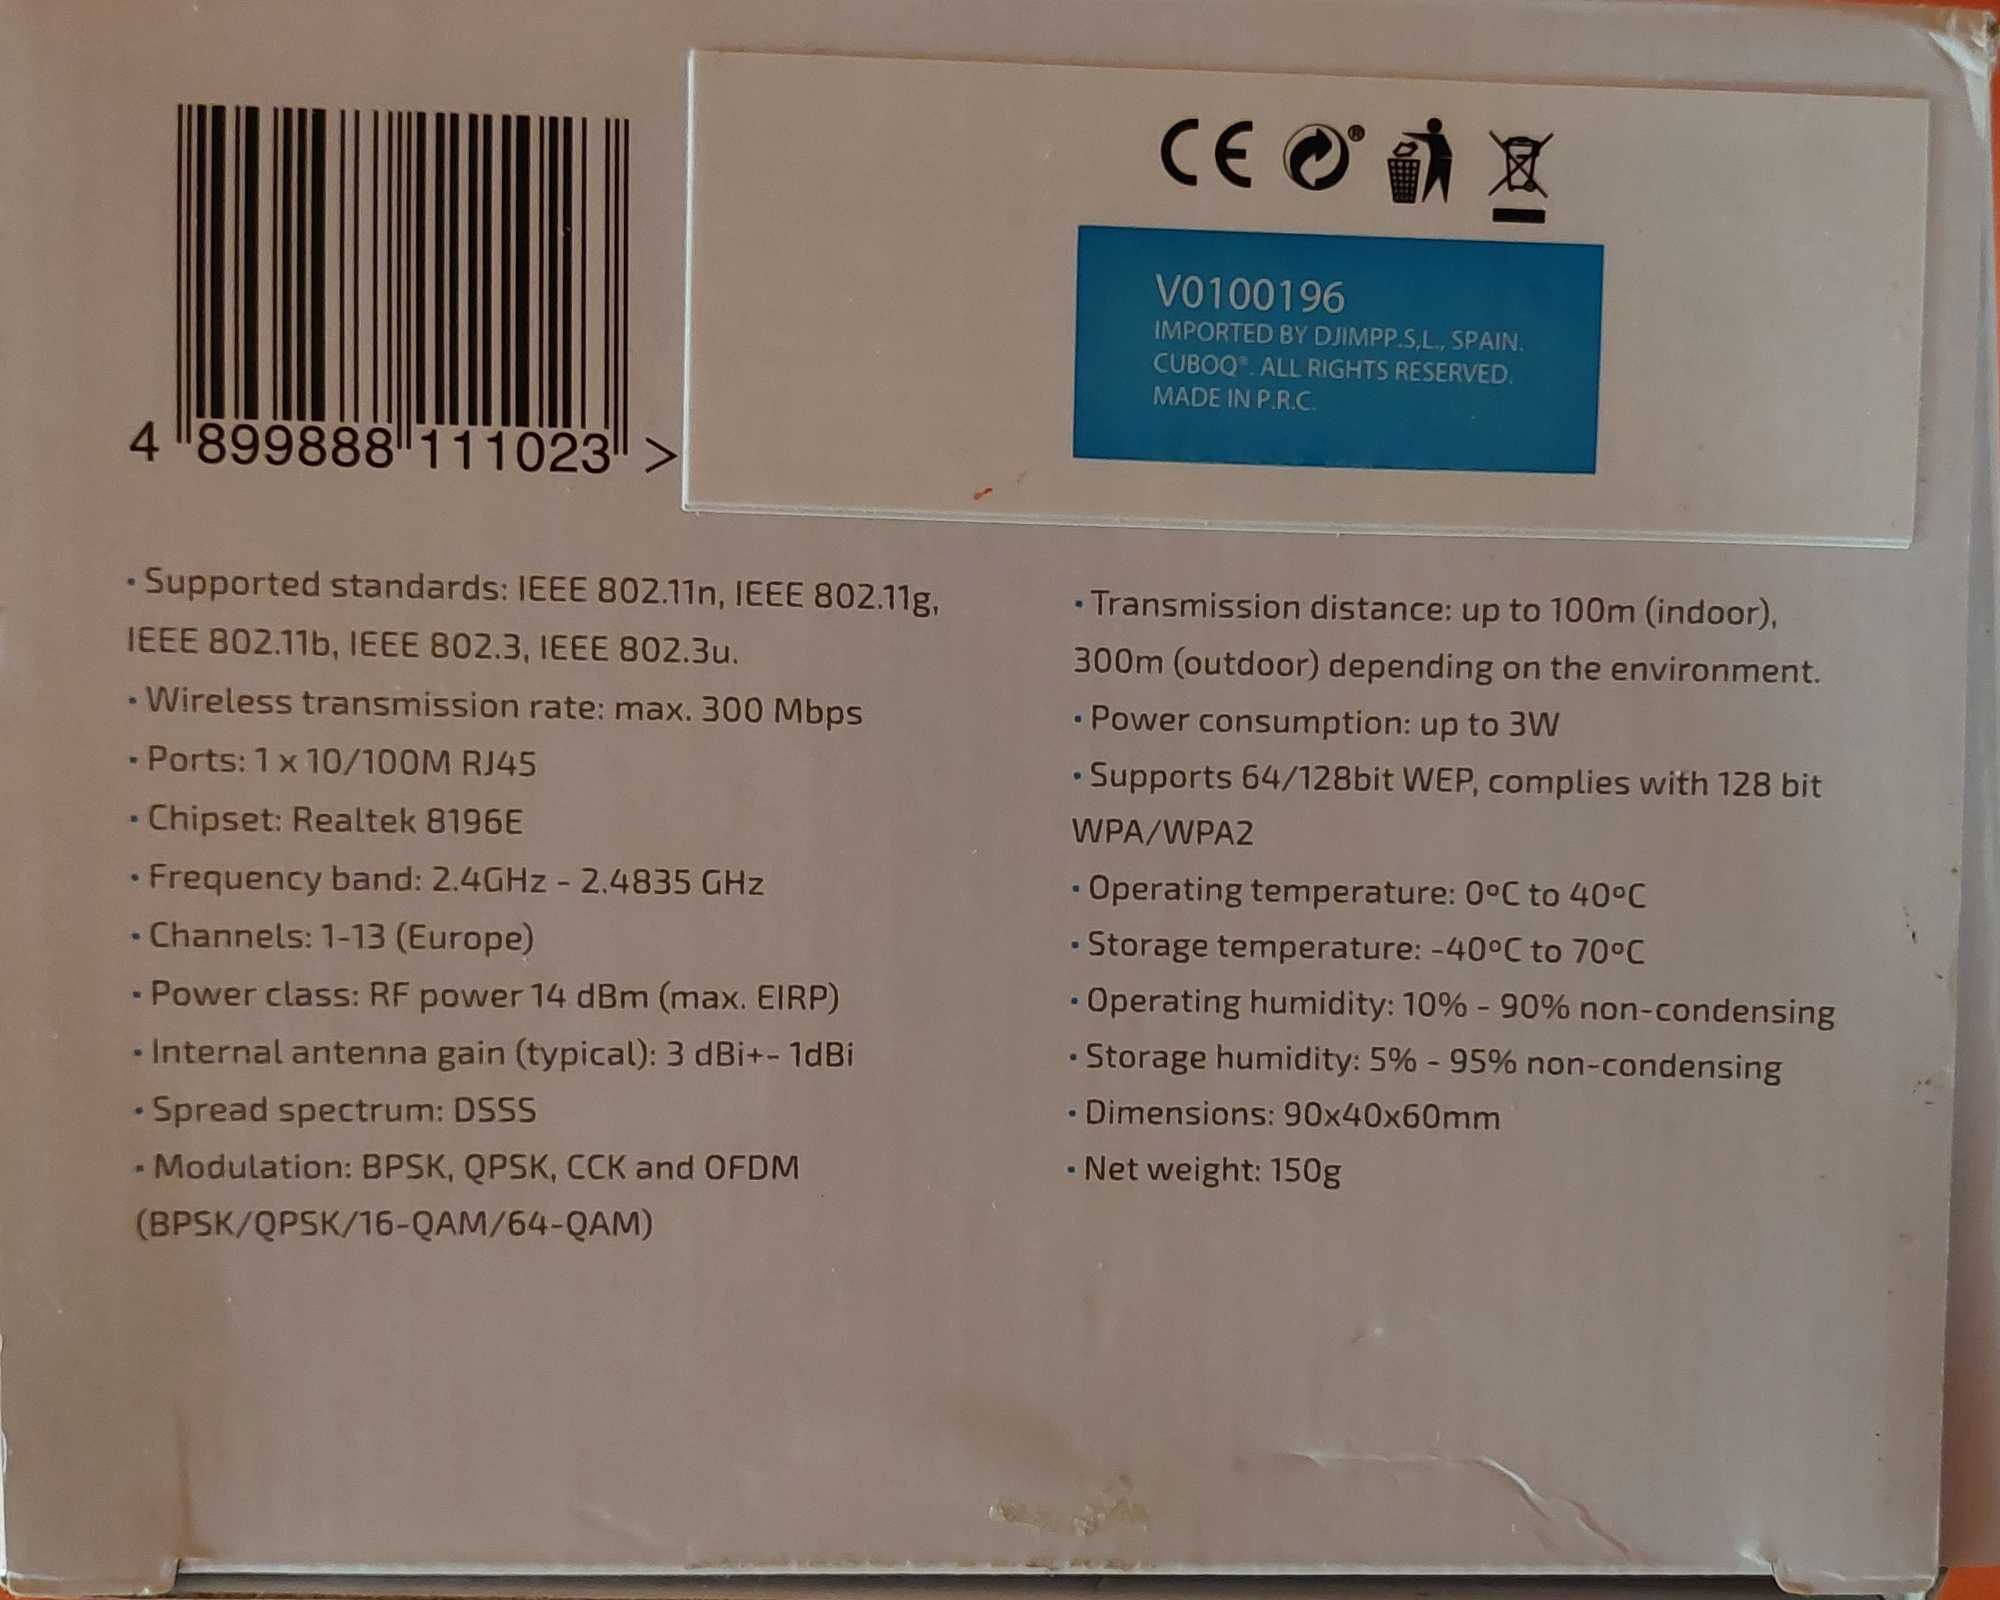 4 899888 111023 >
CE
®
V0100196
IMPORTED BY DJIMPP.S,L., SPAIN.
CUBOQ®. ALL RIGHTS RESERVED.
MADE IN P.R.C.
• Supported standards: IEEE 802.11n, IEEE 802.11g,
IEEE 802.11b, IEEE 802.3, IEEE 802.3u.
• Wireless transmission rate: max. 300 Mbps
• Ports: 1 x 10/100M RJ45
• Chipset: Realtek 8196E
• Frequency band: 2.4GHz - 2.4835 GHz
• Channels: 1-13 (Europe)
• Power class: RF power 14 dBm (max. EIRP)
• Internal antenna gain (typical): 3 dBi+- 1dBi
• Spread spectrum: DSSS
• Modulation: BPSK, QPSK, CCK and OFDM
(BPSK/QPSK/16-QAM/64-QAM)
• Transmission distance: up to 100m (indoor),
300m (outdoor) depending on the environment.
• Power consumption: up to 3W
• Supports 64/128bit WEP, complies with 128 bit
WPA/WPA2
• Operating temperature: 0ºC to 40ºC
• Storage temperature: -40ºC to 70ºC
• Operating humidity: 10% - 90% non-condensing
• Storage humidity: 5% - 95% non-condensing
• Dimensions: 90x40x60mm
• Net weight: 150g